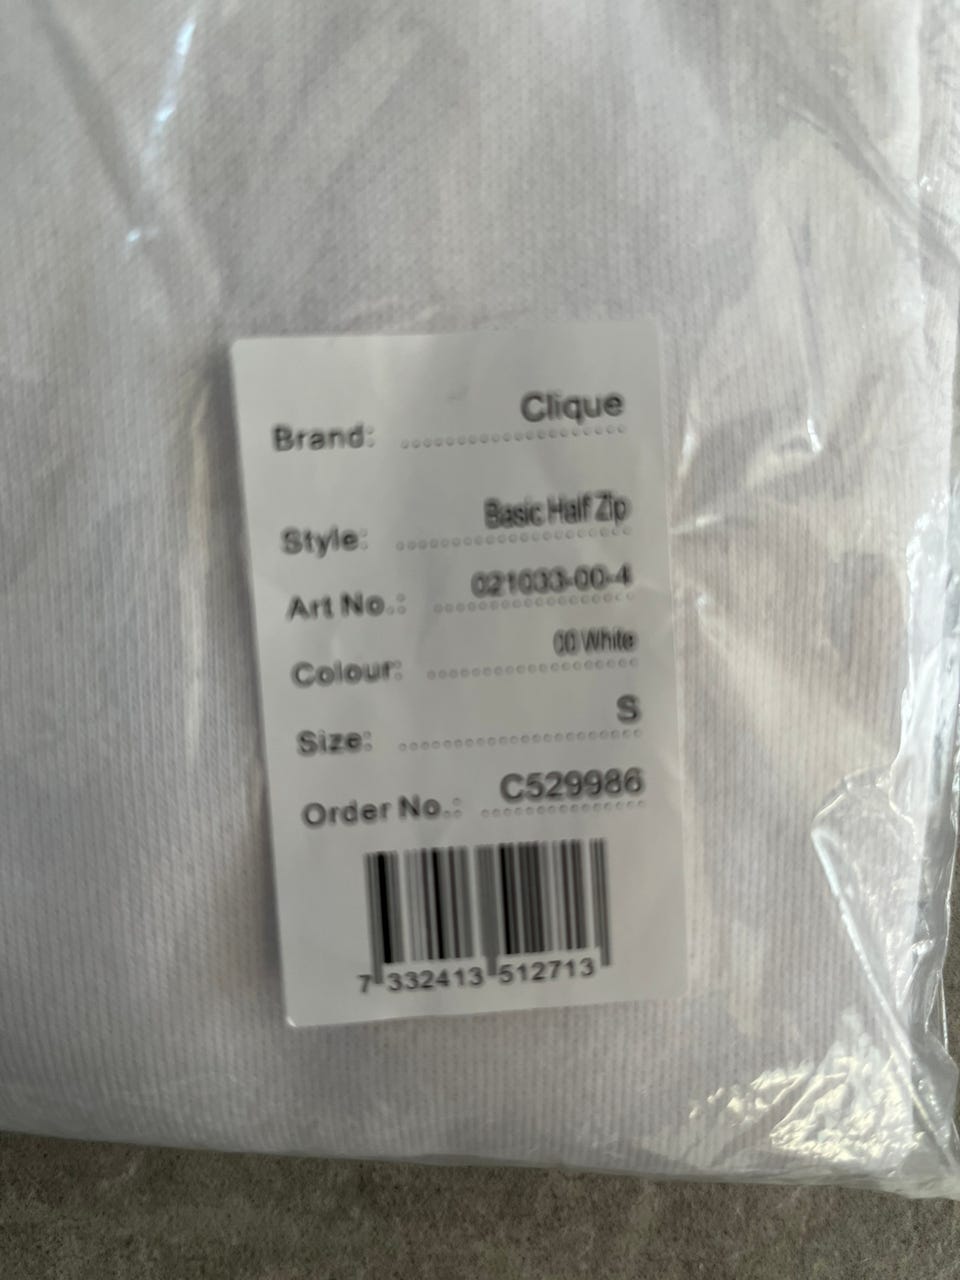 Brand: Clique
Style: Basic Half Zip
Art No.: 021033-00-4
Colour: 00 White
Size: S
Order No.: C529986
7 332413 512713